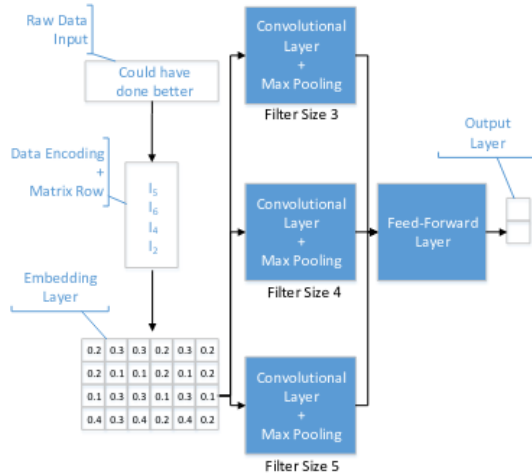 Raw Data
Input
Could have
done better
Data Encoding
+
Matrix Row
I5
I6
I4
I2
Embedding
Layer
0.2 0.3 0.3 0.2 0.3 0.2
0.2 0.1 0.1 0.2 0.1 0.2
0.1 0.3 0.3 0.1 0.3 0.1
0.4 0.3 0.4 0.2 0.4 0.2
Convolutional
Layer
+
Max Pooling
Filter Size 3
Convolutional
Layer
+
Max Pooling
Filter Size 4
Convolutional
Layer
+
Max Pooling
Filter Size 5
Feed-Forward
Layer
Output
Layer